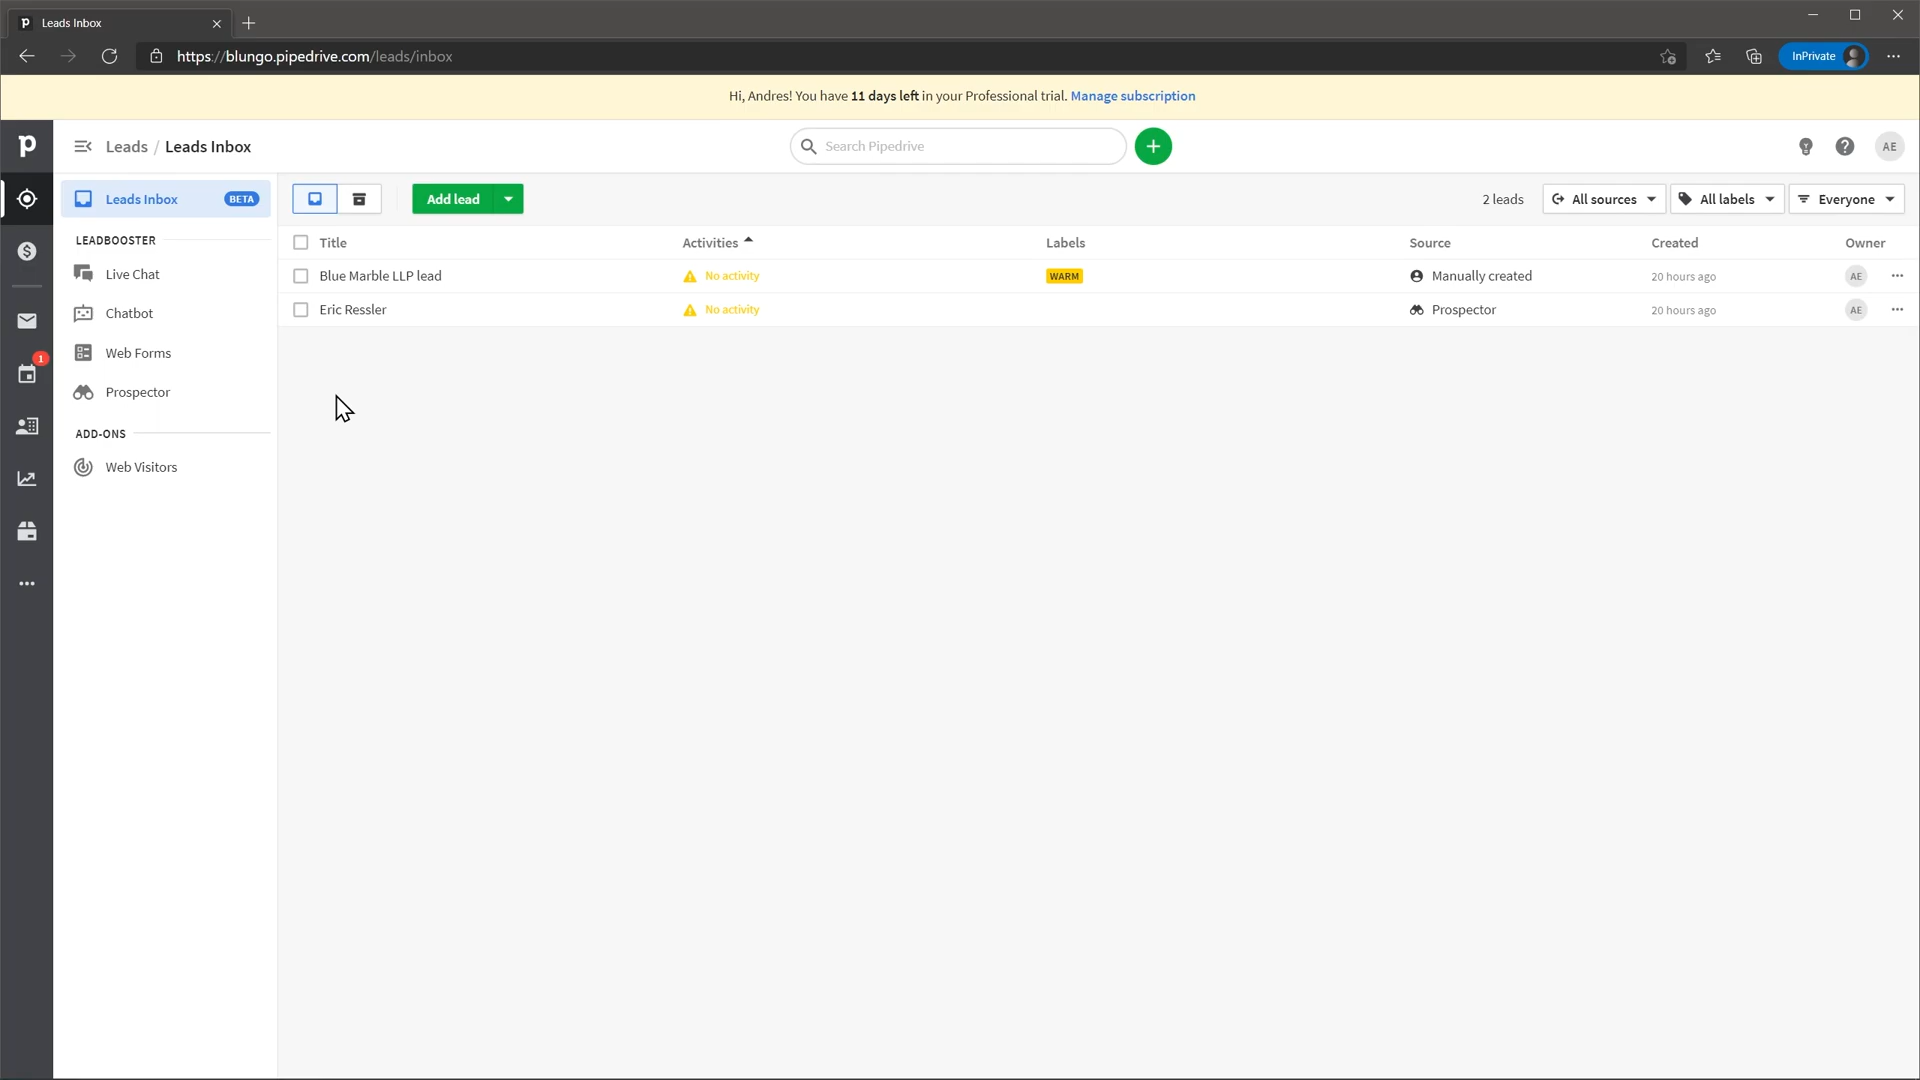 Leads Inbox
https://blungo.pipedrive.com/leads/inbox
InPrivate
Hi, Andres! You have 11 days left in your Professional trial. Manage subscription
p
Leads / Leads Inbox
Search Pipedrive
AE
Leads Inbox BETA
Add lead
2 leads
All sources
All labels
Everyone
LEADBOOSTER
Live Chat
Chatbot
Web Forms
Prospector
ADD-ONS
Web Visitors
1
Title Activities Labels Source Created Owner
Blue Marble LLP lead No activity WARM Manually created 20 hours ago AE
Eric Ressler No activity Prospector 20 hours ago AE